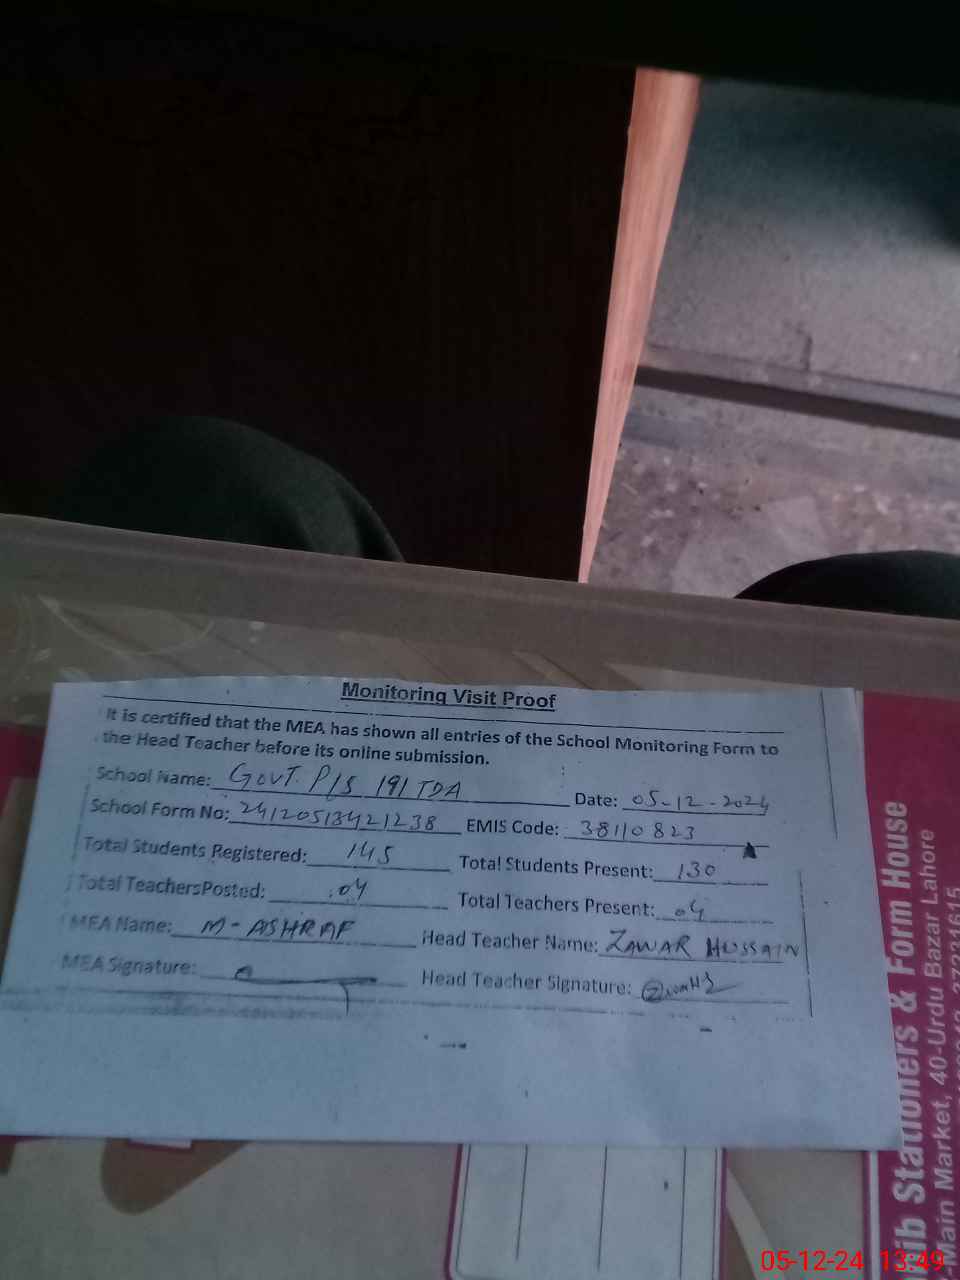 Monitoring Visit Proof
It is certified that the MEA has shown all entries of the School Monitoring Form to
the Head Teacher before its online submission.
School Name: GOVT. P/S 191 TDA Date: 05-12-2024
School Form No: 24120513421238 EMIS Code: 38110823
Total Students Registered: 145 Total Students Present: 130
Total TeachersPosted: 04 Total Teachers Present: 04
MEA Name: M-ASHRAF Head Teacher Name: ZAWAR HUSSAIN
MEA Signature: Head Teacher Signature:
Stationers & Form House
Main Market, 40-Urdu Bazar Lahore
37231615
05-12-24 13:49